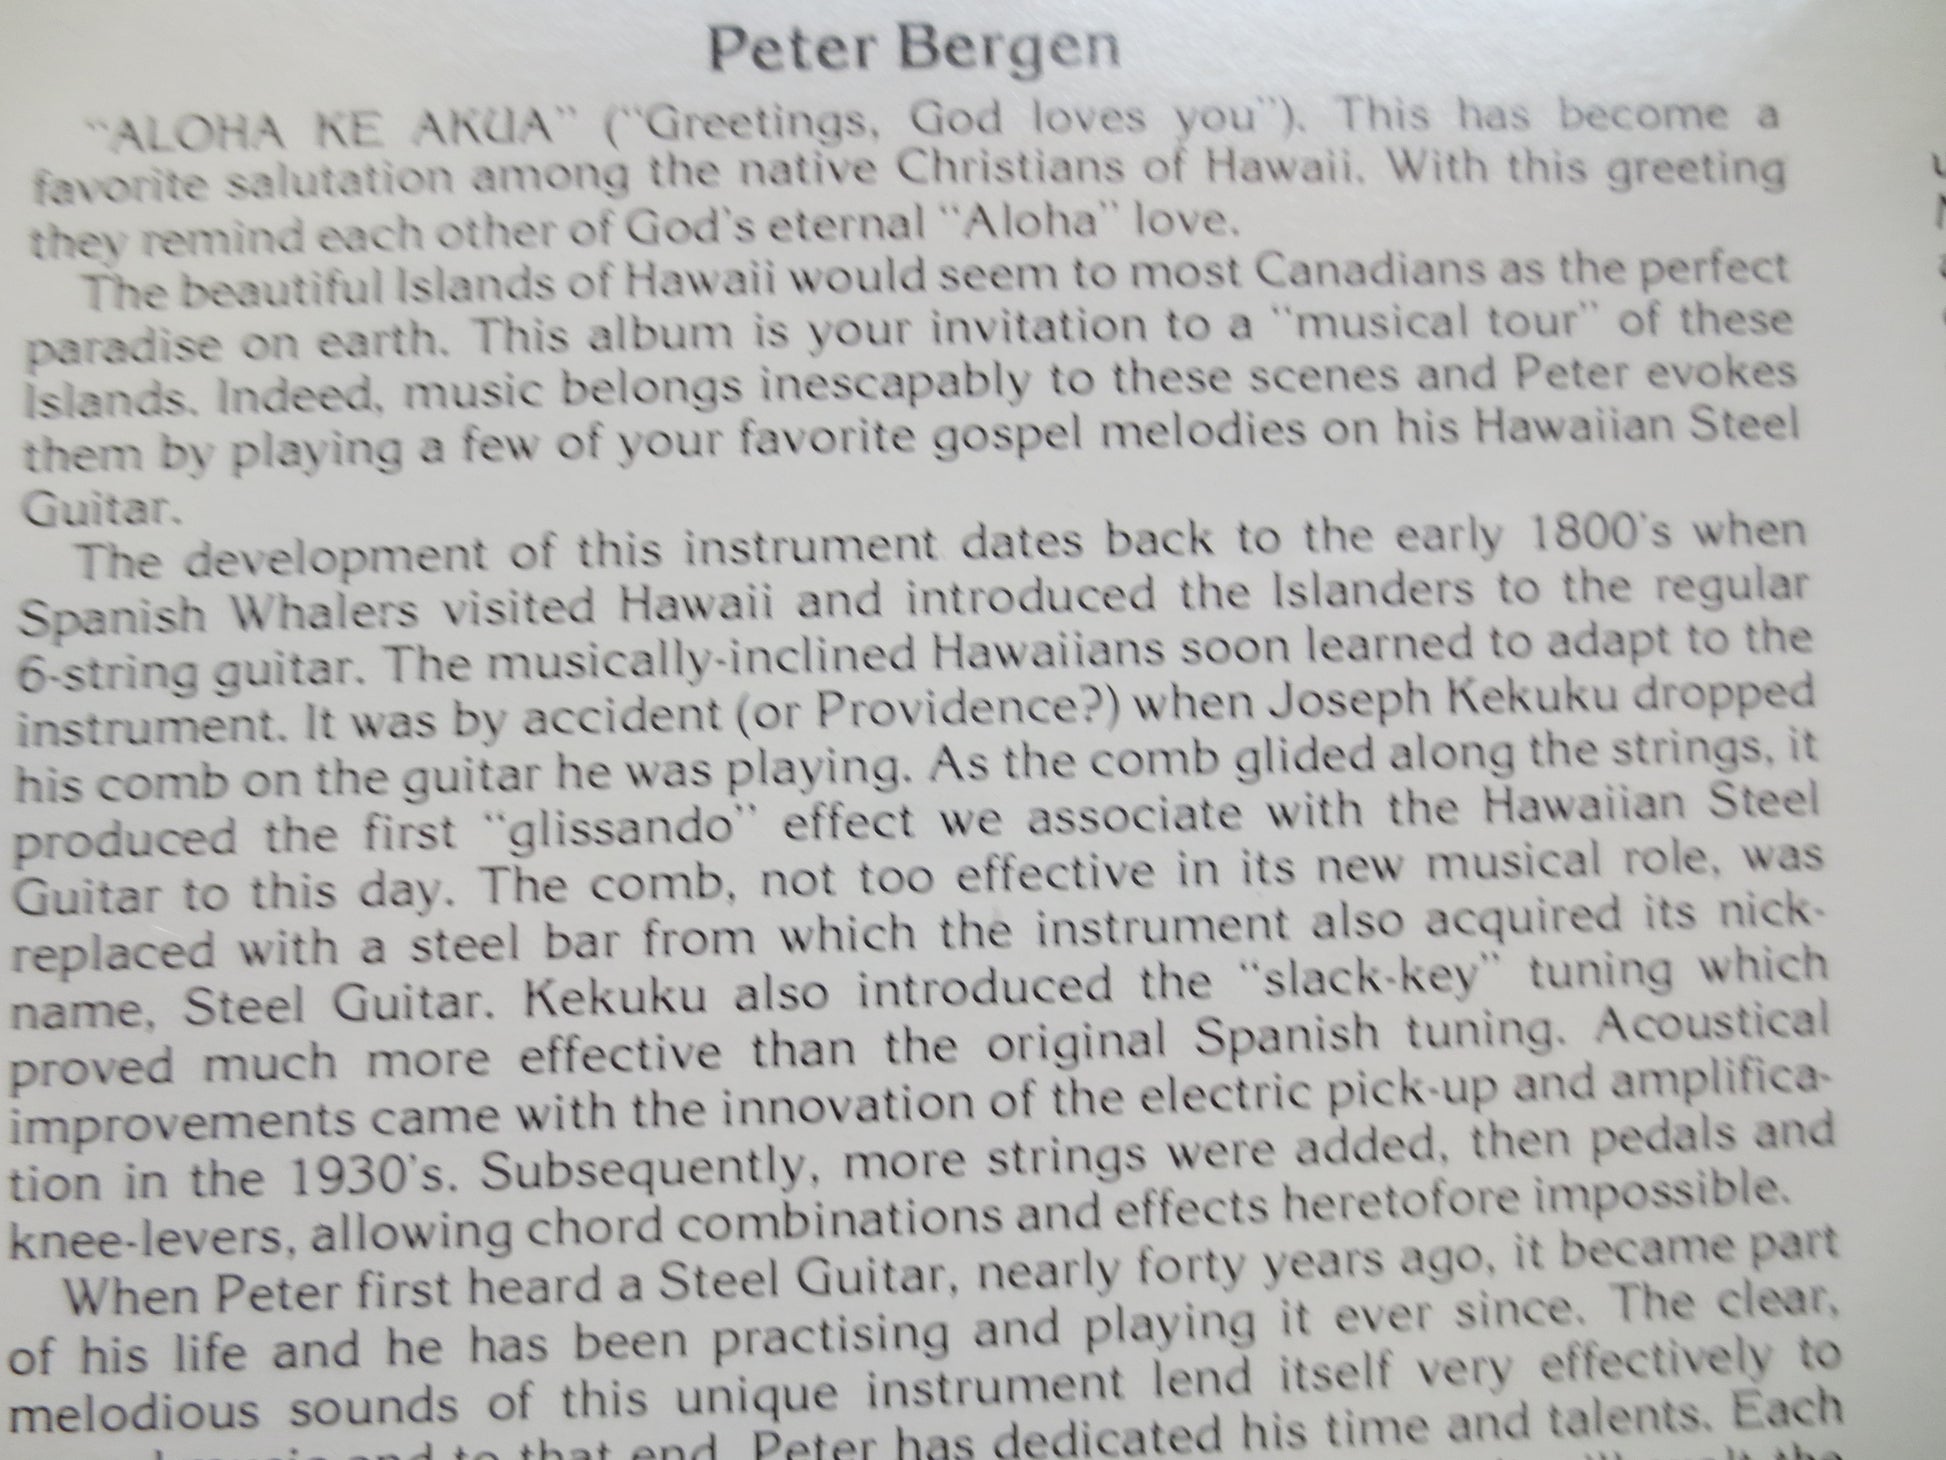 Peter Bergen
"ALOHA KE AKUA" ("Greetings, God loves you"). This has become a
favorite salutation among the native Christians of Hawaii. With this greeting
they remind each other of God's eternal "Aloha" love.
The beautiful Islands of Hawaii would seem to most Canadians as the perfect
paradise on earth. This album is your invitation to a "musical tour" of these
Islands. Indeed, music belongs inescapably to these scenes and Peter evokes
them by playing a few of your favorite gospel melodies on his Hawaiian Steel
Guitar.
The development of this instrument dates back to the early 1800's when
Spanish Whalers visited Hawaii and introduced the Islanders to the regular
6-string guitar. The musically-inclined Hawaiians soon learned to adapt to the
instrument. It was by accident (or Providence?) when Joseph Kekuku dropped
his comb on the guitar he was playing. As the comb glided along the strings, it
produced the first "glissando" effect we associate with the Hawaiian Steel
Guitar to this day. The comb, not too effective in its new musical role, was
replaced with a steel bar from which the instrument also acquired its nick-
name, Steel Guitar. Kekuku also introduced the "slack-key" tuning which
proved much more effective than the original Spanish tuning. Acoustical
improvements came with the innovation of the electric pick-up and amplifica-
tion in the 1930's. Subsequently, more strings were added, then pedals and
knee-levers, allowing chord combinations and effects heretofore impossible.
When Peter first heard a Steel Guitar, nearly forty years ago, it became part
of his life and he has been practising and playing it ever since. The clear,
melodious sounds of this unique instrument lend itself very effectively to
music and to that end, Peter has dedicated his time and talents. Each
the